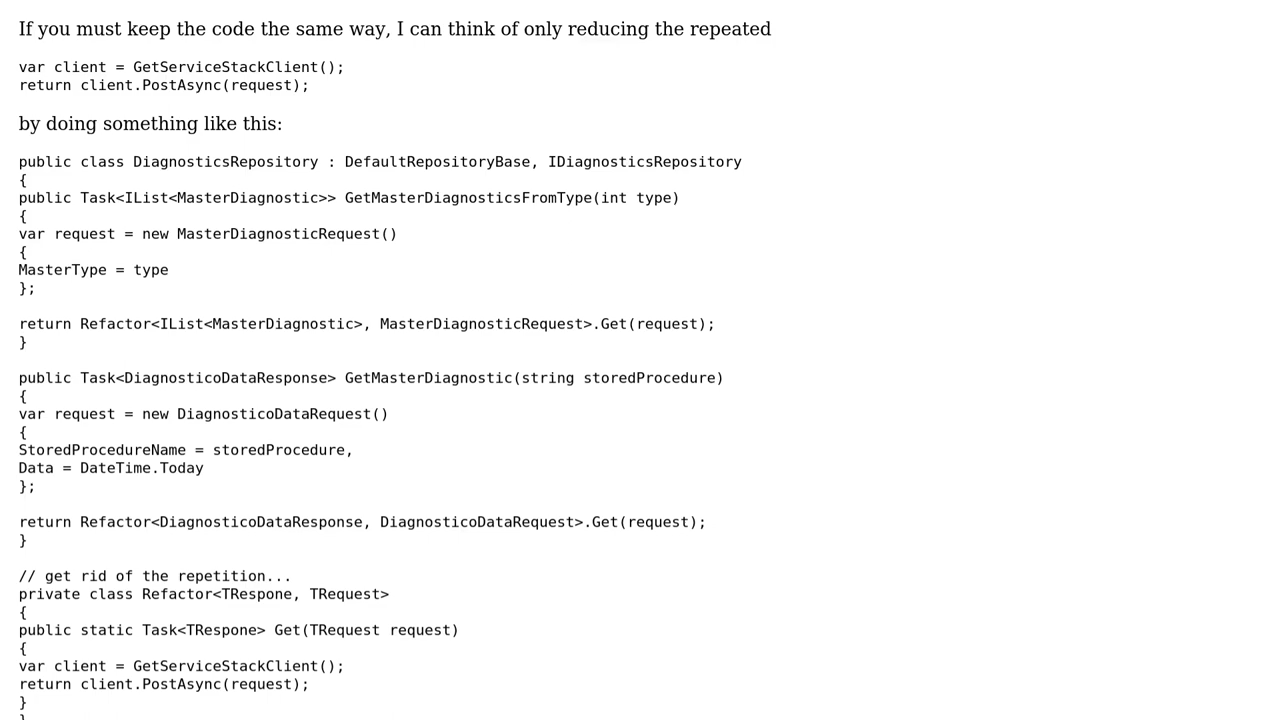 If you must keep the code the same way, I can think of only reducing the repeated
var client = GetServiceStackClient();
return client.PostAsync(request);
by doing something like this:
public class DiagnosticsRepository : DefaultRepositoryBase, IDiagnosticsRepository
{
public Task<IList<MasterDiagnostic>> GetMasterDiagnosticsFromType(int type)
{
var request = new MasterDiagnosticRequest()
{
MasterType = type
};
return Refactor<IList<MasterDiagnostic>, MasterDiagnosticRequest>.Get(request);
}
public Task<DiagnosticoDataResponse> GetMasterDiagnostic(string storedProcedure)
{
var request = new DiagnosticoDataRequest()
{
StoredProcedureName = storedProcedure,
Data = DateTime.Today
};
return Refactor<DiagnosticoDataResponse, DiagnosticoDataRequest>.Get(request);
}
// get rid of the repetition...
private class Refactor<TRespone, TRequest>
{
public static Task<TRespone> Get(TRequest request)
{
var client = GetServiceStackClient();
return client.PostAsync(request);
}
}